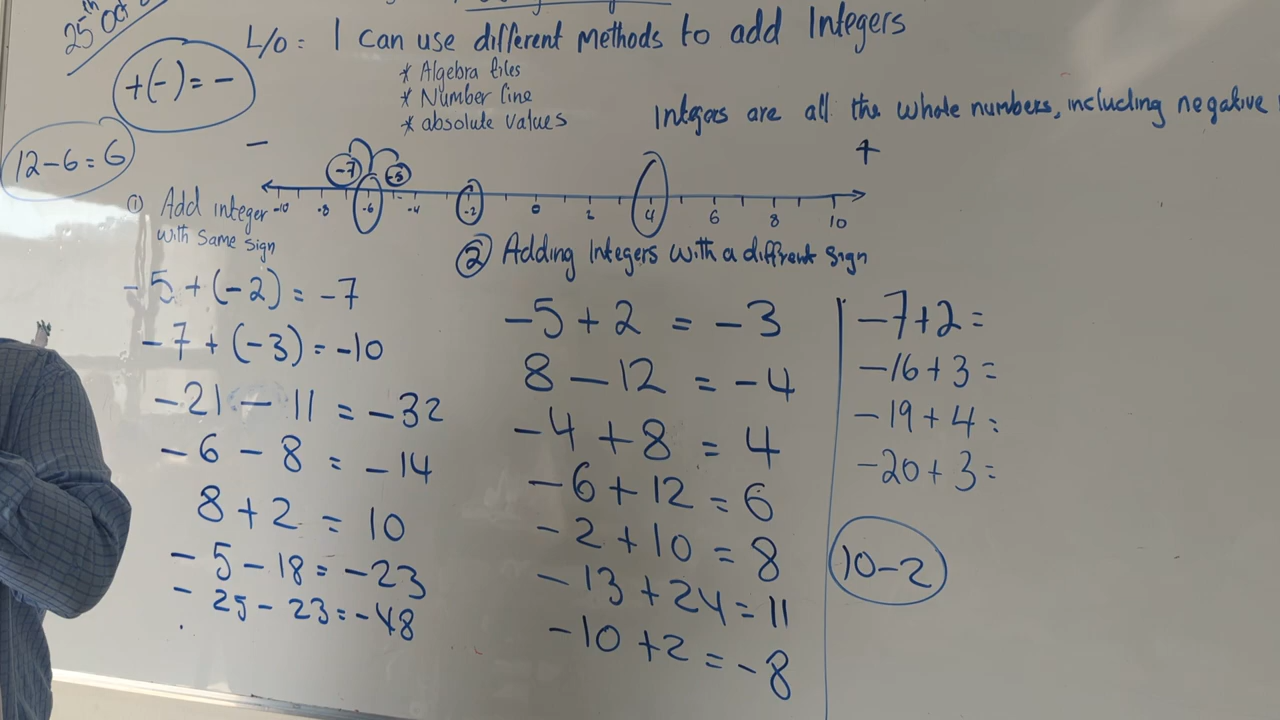 25th Oct
L/O = I can use different Methods to add Integers
* Algebra tiles
* Number line
* absolute values
+(-) = -
12-6=6
Integers are all the whole numbers, including negative
- +
-7 -5
-10 -8 -6 -4 -2 0 2 4 6 8 10
① Add integer
with same sign
-5 + (-2) = -7
-7 + (-3) = -10
-21 - 11 = -32
-6 - 8 = -14
8 + 2 = 10
-5 - 18 = -23
-25 - 23 = -48
② Adding Integers with a different sign
-5 + 2 = -3
8 - 12 = -4
-4 + 8 = 4
-6 + 12 = 6
-2 + 10 = 8
-13 + 24 = 11
-10 + 2 = -8
-7+2=
-16+3=
-19+4=
-20+3=
10-2